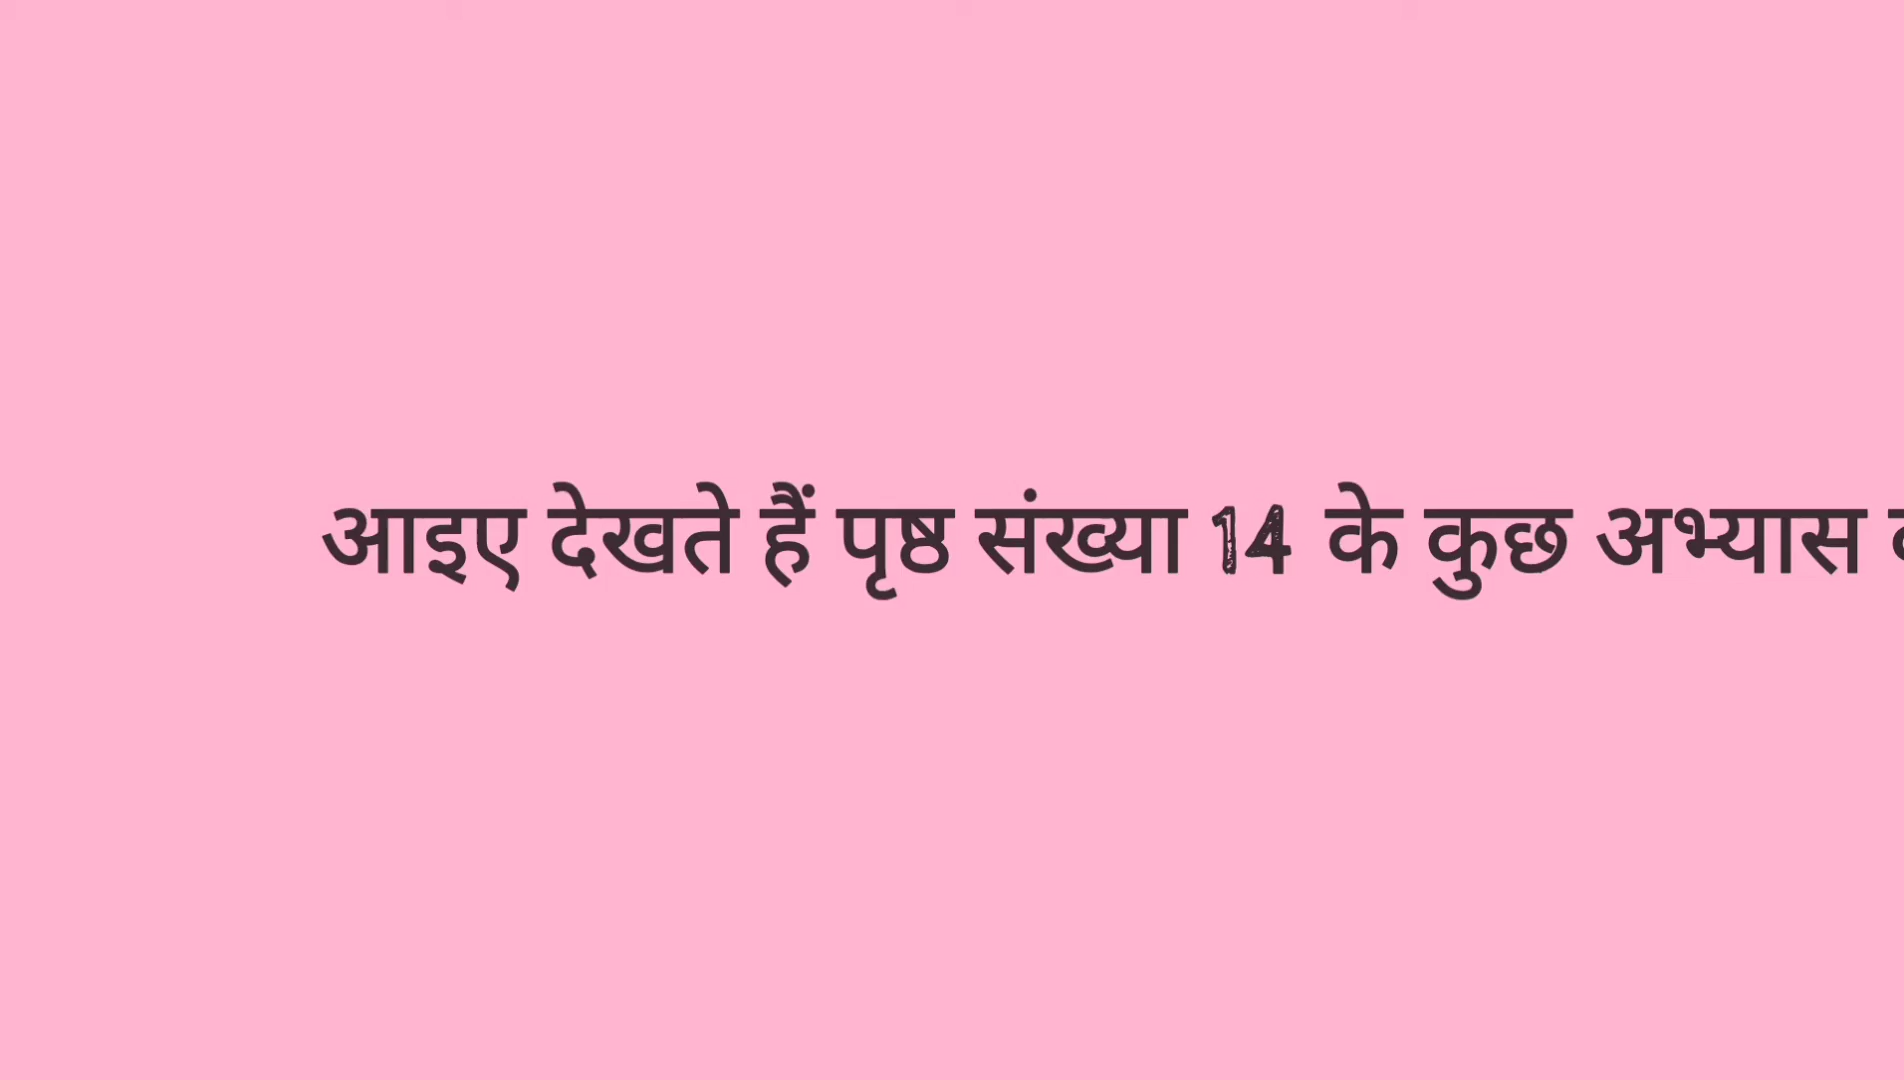 आइए देखते हैं पृष्ठ संख्या 14 के कुछ अभ्यास